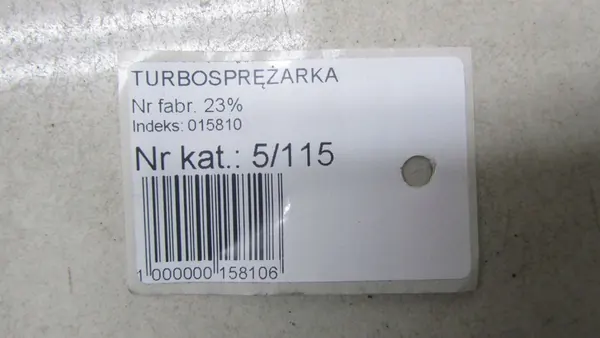 TURBOSPRĘŻARKA
Nr fabr. 23%
Indeks: 015810
Nr kat.: 5/115
1 000000 158106